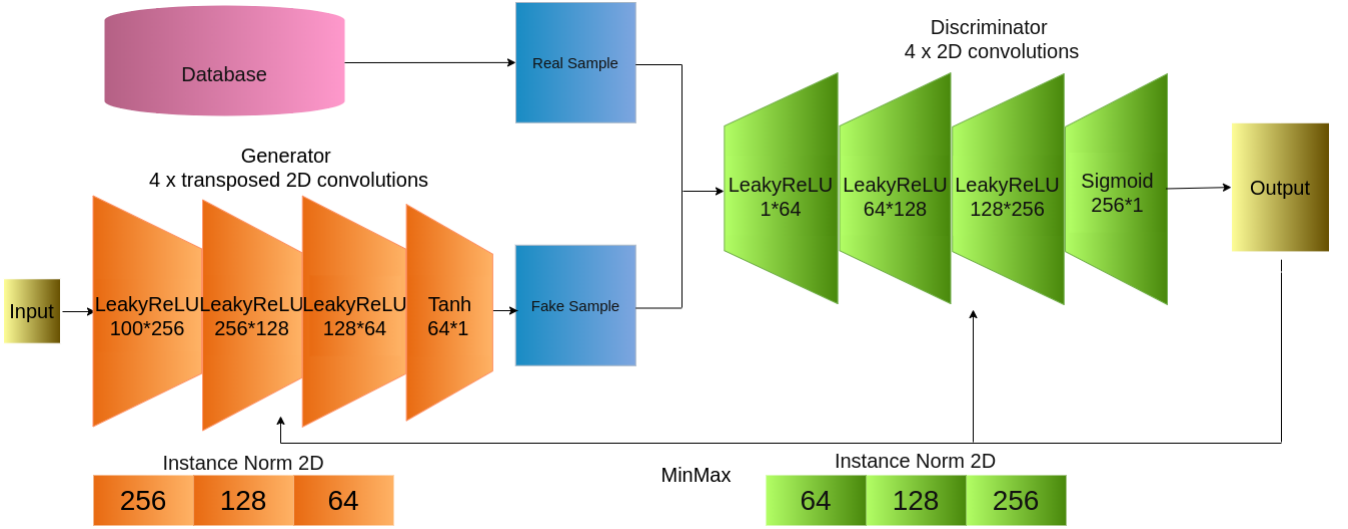 Database
Real Sample
Discriminator
4 x 2D convolutions
Generator
4 x transposed 2D convolutions
Input
LeakyReLU
100*256
LeakyReLU
256*128
LeakyReLU
128*64
Tanh
64*1
Fake Sample
LeakyReLU
1*64
LeakyReLU
64*128
LeakyReLU
128*256
Sigmoid
256*1
Output
Instance Norm 2D
256 128 64
MinMax
Instance Norm 2D
64 128 256